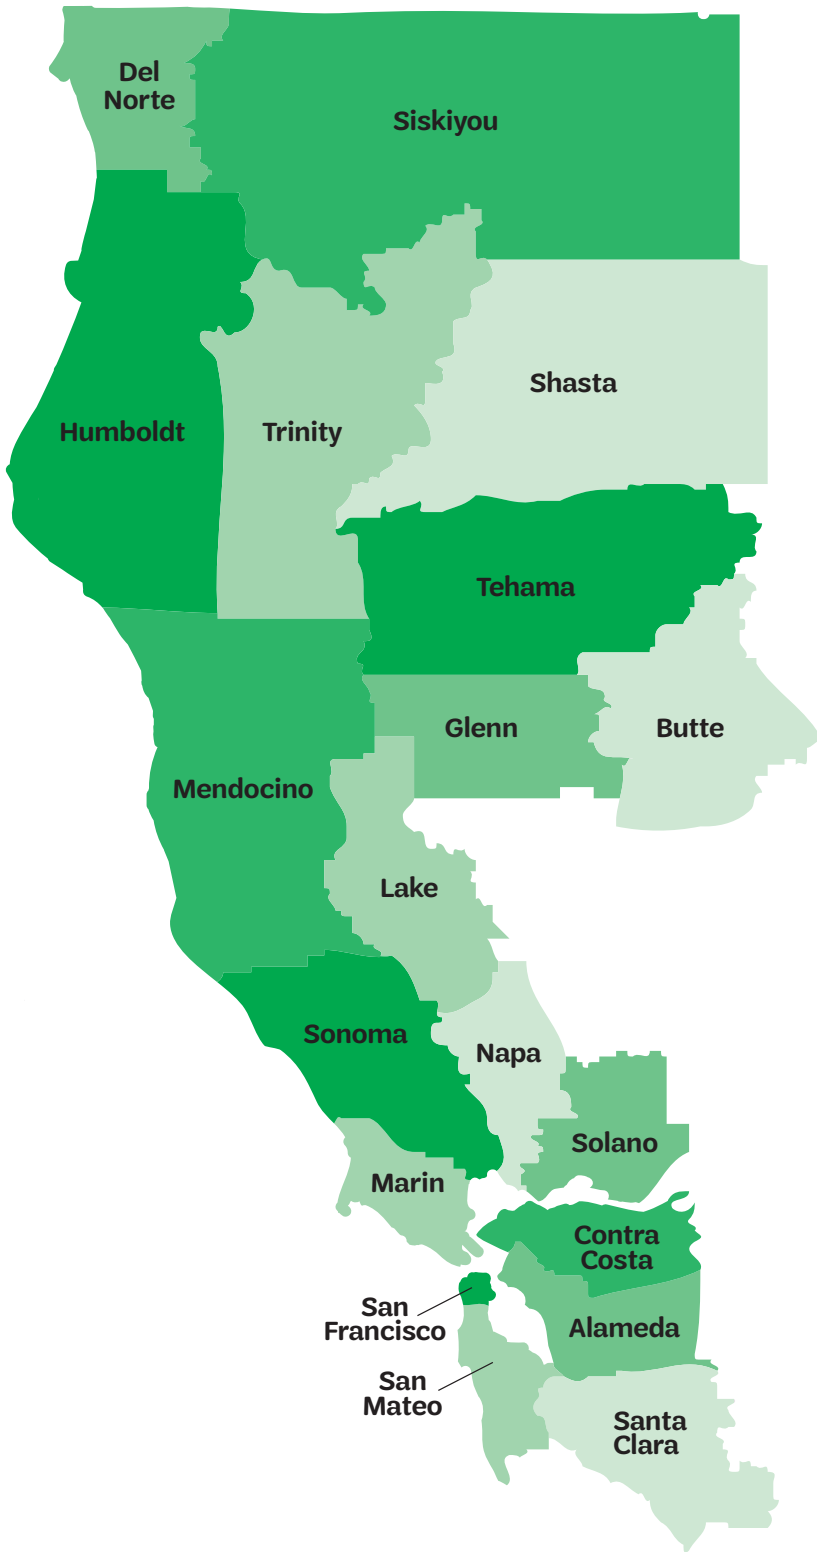 Del
Norte
Siskiyou
Shasta
Humboldt
Trinity
Tehama
Glenn
Butte
Mendocino
Lake
Sonoma
Napa
Solano
Marin
Contra
Costa
San
Francisco
Alameda
San
Mateo
Santa
Clara